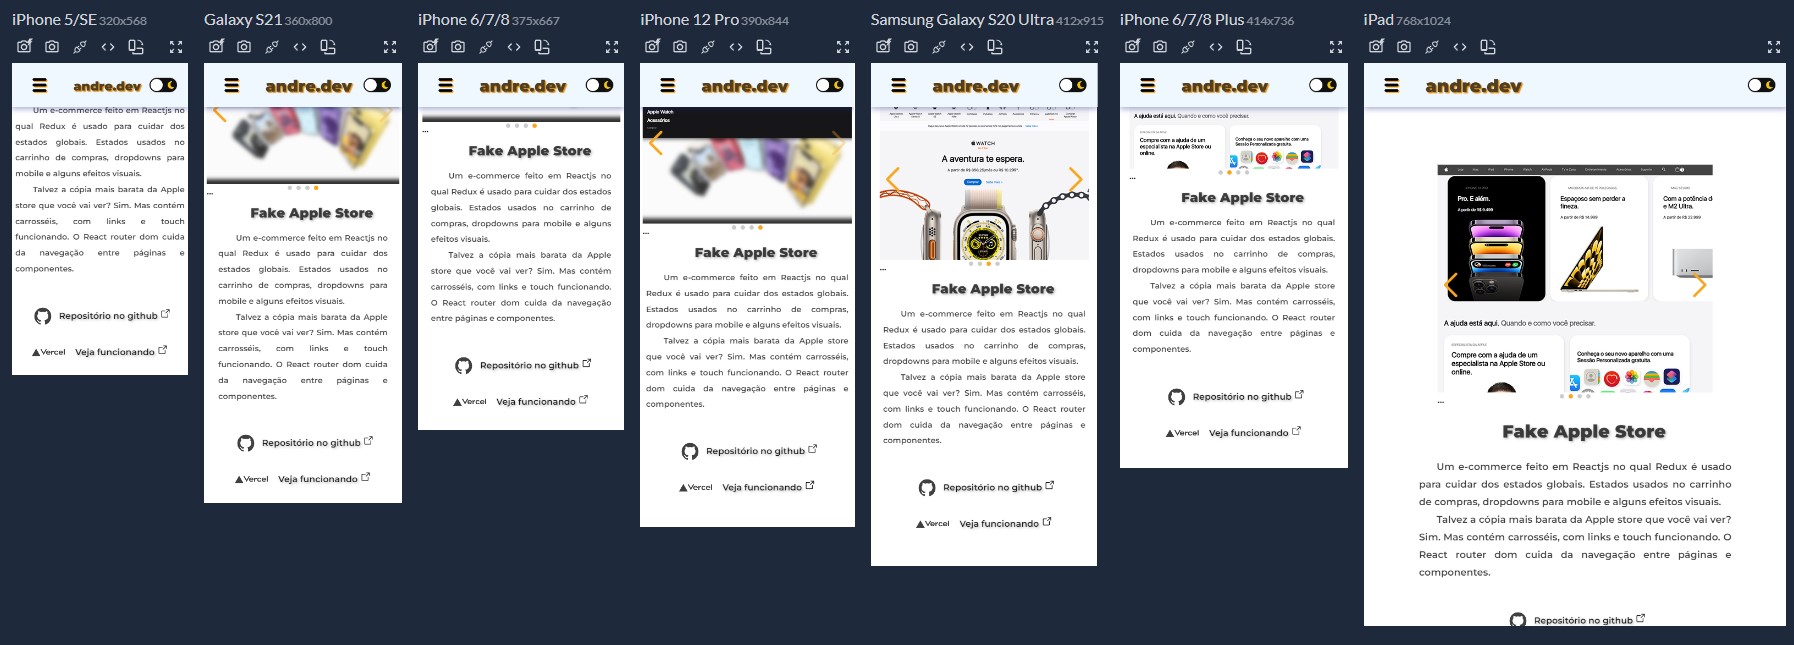 iPhone 5/SE 320x568
andre.dev
Um e-commerce feito em Reactjs no
qual Redux é usado para cuidar dos
estados globais. Estados usados no
carrinho de compras, dropdowns para
mobile e alguns efeitos visuais.
Talvez a cópia mais barata da Apple
store que você vai ver? Sim. Mas contém
carrosséis, com links e touch
funcionando. O React router dom cuida
da navegação entre páginas e
componentes.
Repositório no github
Vercel Veja funcionando
Galaxy S21 360x800
andre.dev
...
Fake Apple Store
Um e-commerce feito em Reactjs no
qual Redux é usado para cuidar dos
estados globais. Estados usados no
carrinho de compras, dropdowns para
mobile e alguns efeitos visuais.
Talvez a cópia mais barata da Apple
store que você vai ver? Sim. Mas contém
carrosséis, com links e touch
funcionando. O React router dom cuida
da navegação entre páginas e
componentes.
Repositório no github
Vercel Veja funcionando
iPhone 6/7/8 375x667
andre.dev
...
Fake Apple Store
Um e-commerce feito em Reactjs no
qual Redux é usado para cuidar dos estados
globais. Estados usados no carrinho de
compras, dropdowns para mobile e alguns
efeitos visuais.
Talvez a cópia mais barata da Apple
store que você vai ver? Sim. Mas contém
carrosséis, com links e touch funcionando.
O React router dom cuida da navegação
entre páginas e componentes.
Repositório no github
Vercel Veja funcionando
iPhone 12 Pro 390x844
andre.dev
Apple Watch
Acessórios
...
Fake Apple Store
Um e-commerce feito em Reactjs no qual
Redux é usado para cuidar dos estados globais.
Estados usados no carrinho de compras,
dropdowns para mobile e alguns efeitos visuais.
Talvez a cópia mais barata da Apple store
que você vai ver? Sim. Mas contém carrosséis,
com links e touch funcionando. O React router
dom cuida da navegação entre páginas e
componentes.
Repositório no github
Vercel Veja funcionando
Samsung Galaxy S20 Ultra 412x915
andre.dev
WATCH
ULTRA
A aventura te espera.
...
Fake Apple Store
Um e-commerce feito em Reactjs no qual
Redux é usado para cuidar dos estados globais.
Estados usados no carrinho de compras,
dropdowns para mobile e alguns efeitos visuais.
Talvez a cópia mais barata da Apple store
que você vai ver? Sim. Mas contém carrosséis,
com links e touch funcionando. O React router
dom cuida da navegação entre páginas e
componentes.
Repositório no github
Vercel Veja funcionando
iPhone 6/7/8 Plus 414x736
andre.dev
A ajuda está aqui. Quando e como você precisar.
Compre com a ajuda de um
especialista na Apple Store ou
online.
Conheça o seu novo aparelho com uma
Sessão Personalizada gratuita.
...
Fake Apple Store
Um e-commerce feito em Reactjs no qual
Redux é usado para cuidar dos estados globais.
Estados usados no carrinho de compras,
dropdowns para mobile e alguns efeitos visuais.
Talvez a cópia mais barata da Apple store
que você vai ver? Sim. Mas contém carrosséis,
com links e touch funcionando. O React router
dom cuida da navegação entre páginas e
componentes.
Repositório no github
Vercel Veja funcionando
iPad 768x1024
andre.dev
Pro. E além.
A partir de R$ 9.499
Espaçoso sem perder a
fineza.
Com a potência d
e M2 Ultra.
A ajuda está aqui. Quando e como você precisar.
Compre com a ajuda de um
especialista na Apple Store ou
online.
Conheça o seu novo aparelho com uma
Sessão Personalizada gratuita.
...
Fake Apple Store
Um e-commerce feito em Reactjs no qual Redux é usado
para cuidar dos estados globais. Estados usados no carrinho
de compras, dropdowns para mobile e alguns efeitos visuais.
Talvez a cópia mais barata da Apple store que você vai ver?
Sim. Mas contém carrosséis, com links e touch funcionando. O
React router dom cuida da navegação entre páginas e
componentes.
Repositório no github